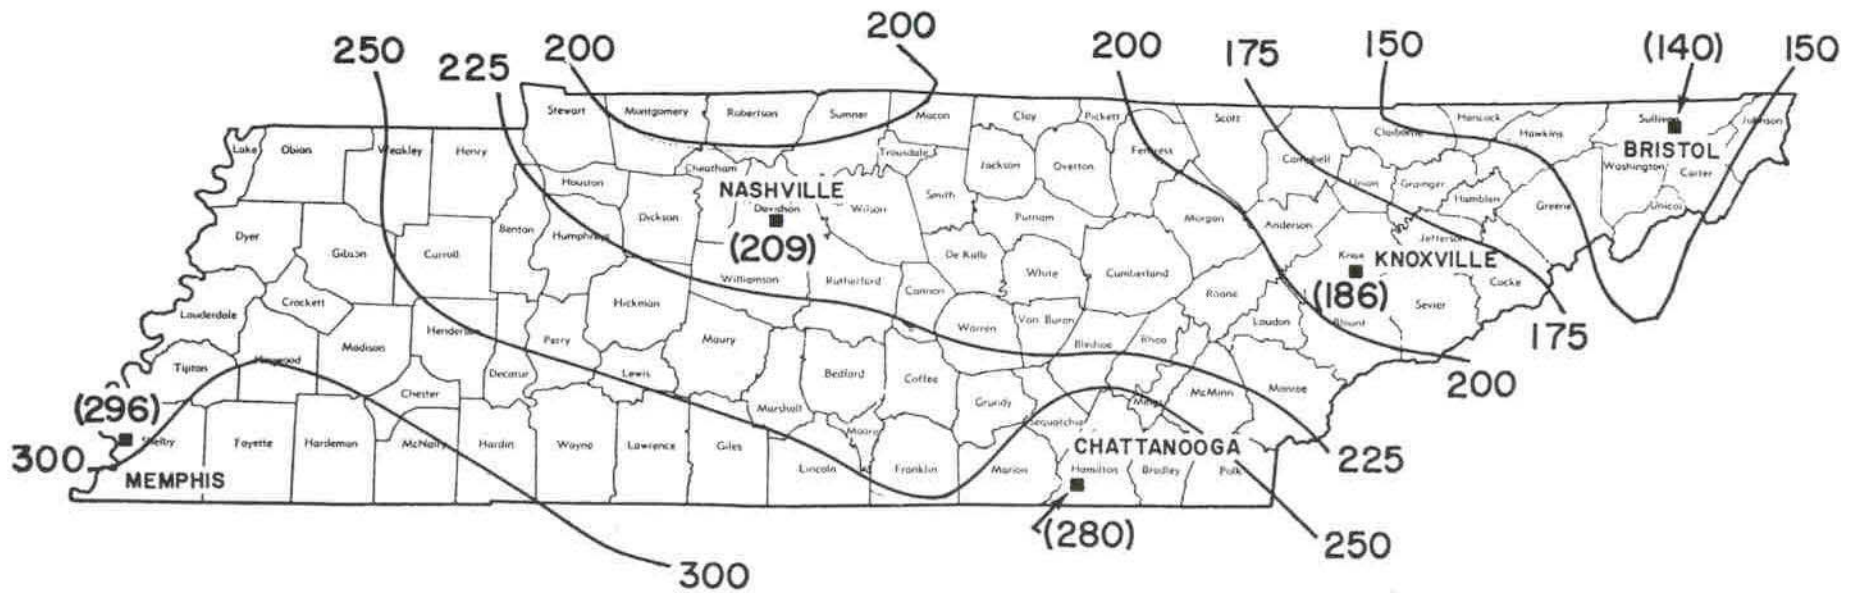 250
225
200
200
200
175
150
(140)
150
Stewart
Montgomery
Robertson
Sumner
Macon
Clay
Pickett
Scott
Claiborne
Hancock
Hawkins
Sullivan
Johnson
Lake
Obion
Weakley
Henry
Houston
Cheatham
Trousdale
Jackson
Overton
Fentress
Campbell
Union
Grainger
Hamblen
BRISTOL
Washington
Carter
Unicoi
Greene
NASHVILLE
Davidson
(209)
Dickson
Wilson
Smith
Putnam
Morgan
Anderson
Jefferson
Dyer
Gibson
Carroll
Benton
Humphreys
Williamson
Rutherford
Cannon
De Kalb
White
Cumberland
Roane
Knox
KNOXVILLE
(186)
Sevier
Cocke
175
Lauderdale
Crockett
Henderson
Perry
Hickman
Maury
Warren
Van Buren
Bledsoe
Rhea
Loudon
Blount
200
Tipton
Haywood
Madison
Decatur
Lewis
Bedford
Coffee
Grundy
Meigs
McMinn
Monroe
Chester
Marshall
Moore
Sequatchie
(296)
Shelby
Fayette
Hardeman
McNairy
Hardin
Wayne
Lawrence
Giles
Lincoln
Franklin
Marion
CHATTANOOGA
Hamilton
Bradley
Polk
225
300
MEMPHIS
(280)
250
300